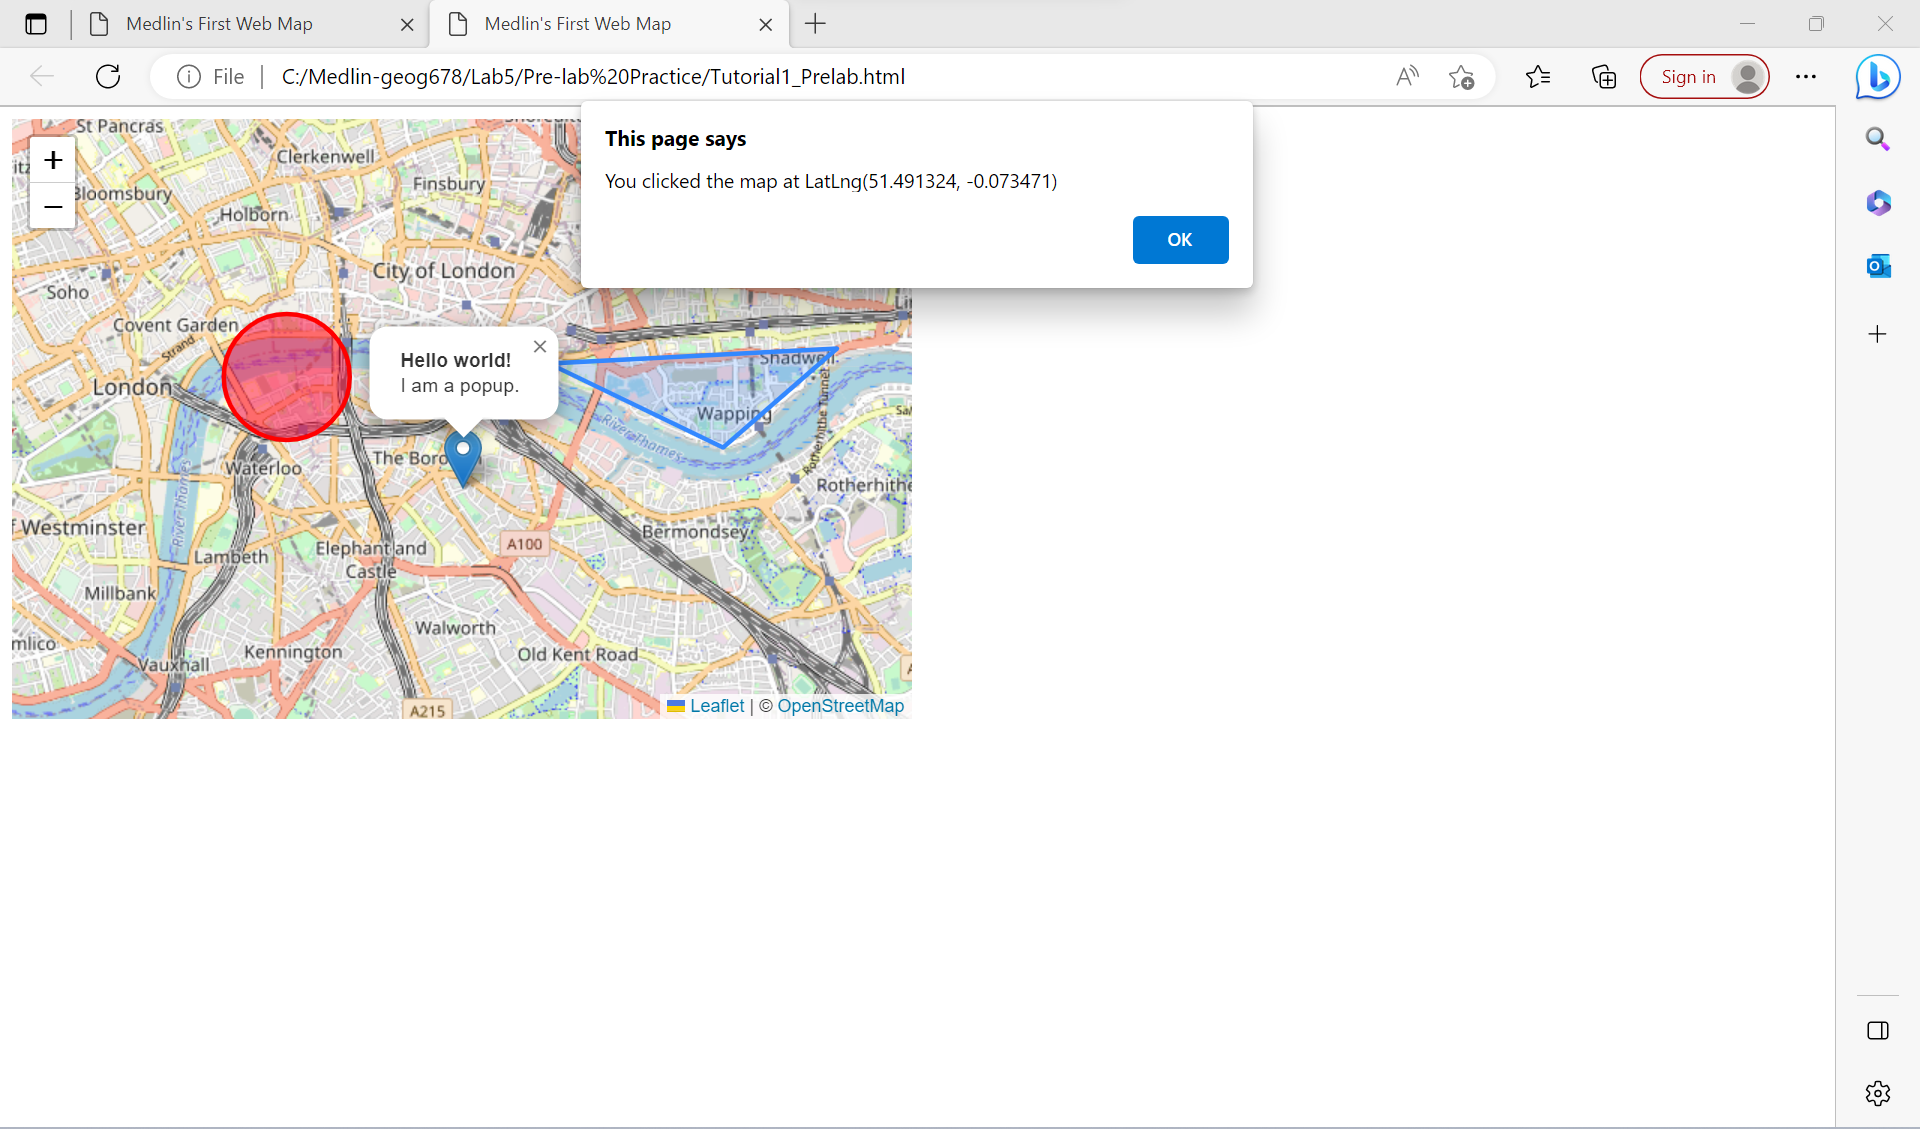 Medlin's First Web Map
Medlin's First Web Map
File
C:/Medlin-geog678/Lab5/Pre-lab%20Practice/Tutorial1_Prelab.html
Sign in
This page says
You clicked the map at LatLng(51.491324, -0.073471)
OK
+
−
St Pancras
Clerkenwell
Finsbury
Bloomsbury
Holborn
City of London
Soho
Covent Garden
Strand
London
Hello world!
I am a popup.
Shadwell
Wapping
River Thames
Rotherhithe Tunnel
Waterloo
The Boro
Rotherhithe
River Thames
f Westminster
Bermondsey
A100
Lambeth
Elephant and
Castle
Millbank
Walworth
mlico
Kennington
Old Kent Road
Vauxhall
A215
Leaflet | © OpenStreetMap